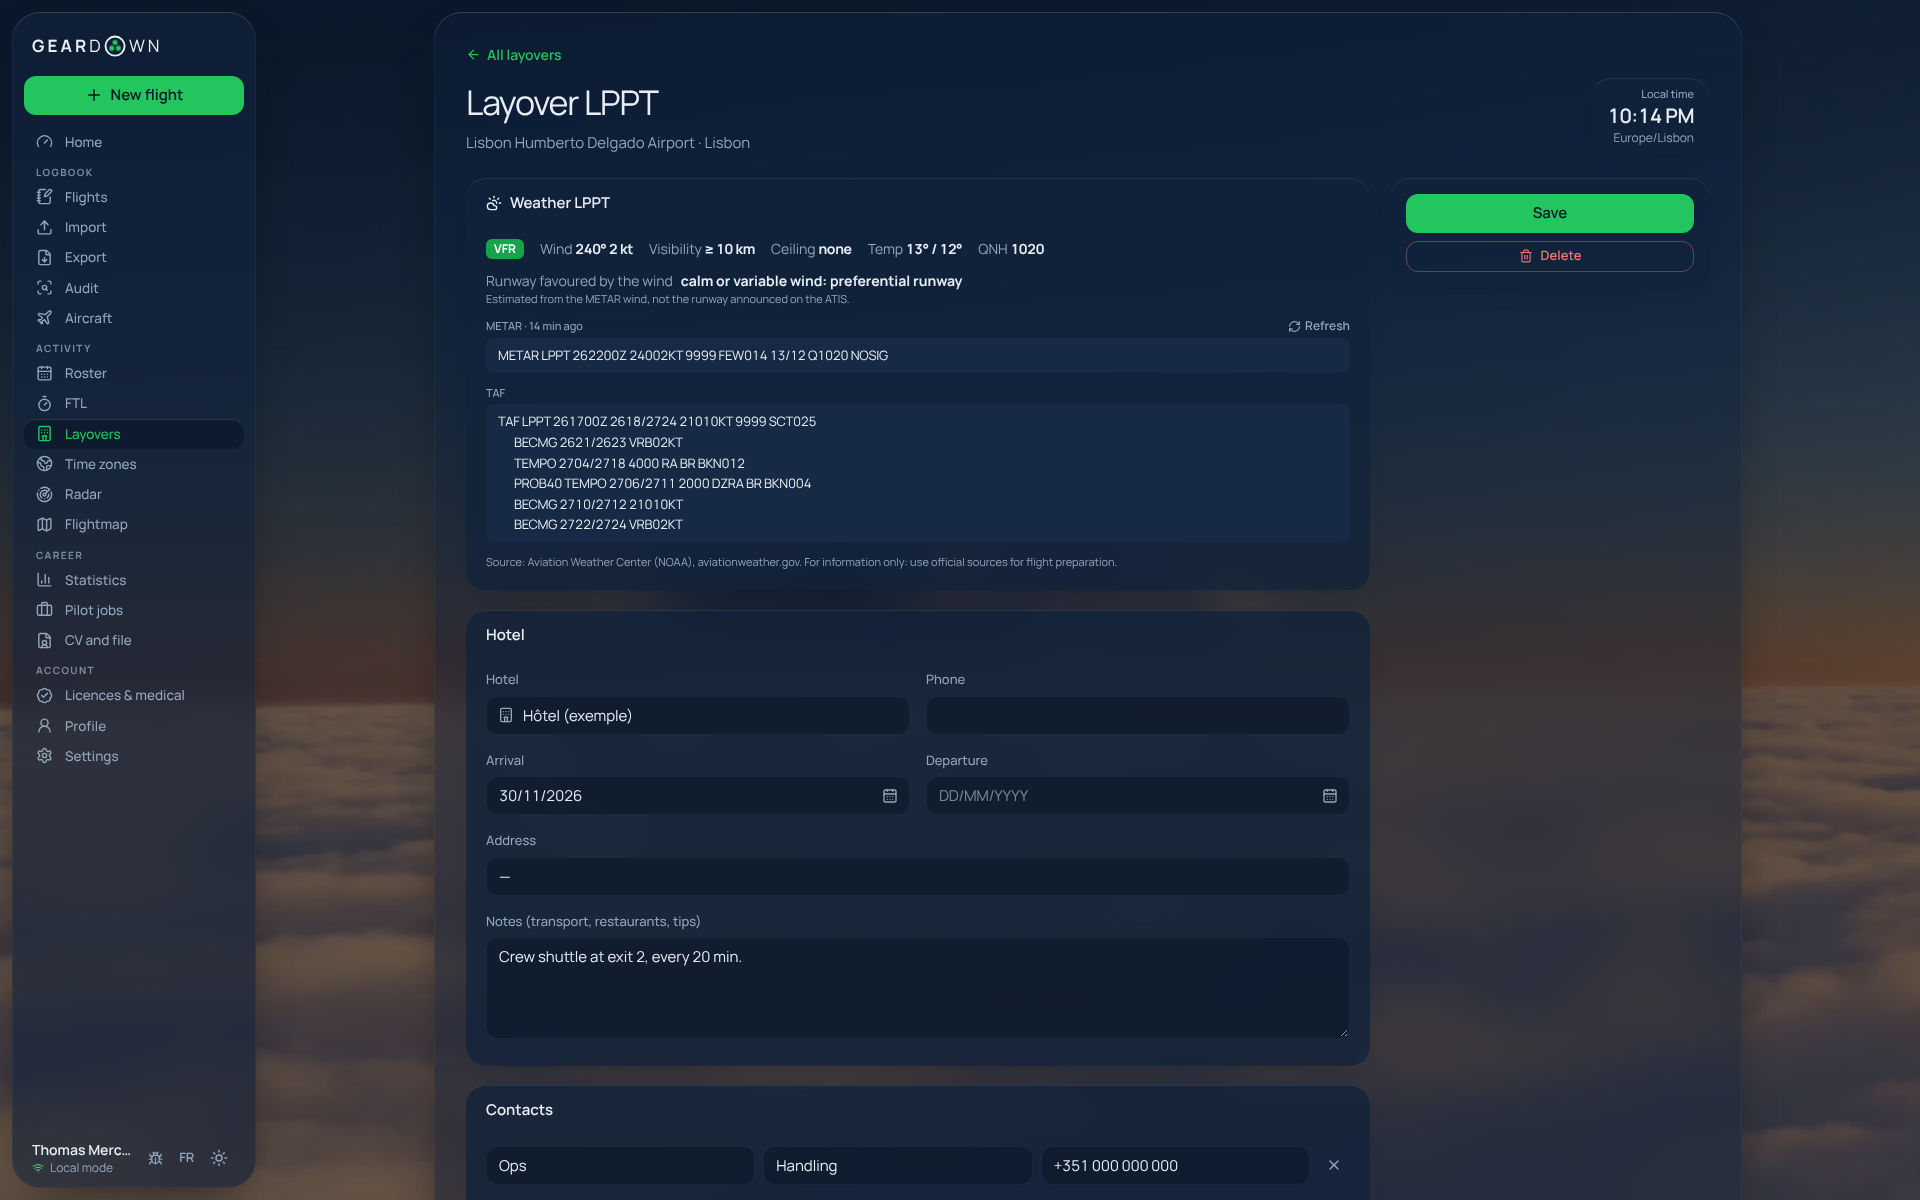 GEARDOWN
New flight
Home
LOGBOOK
Flights
Import
Export
Audit
Aircraft
ACTIVITY
Roster
FTL
Layovers
Time zones
Radar
Flightmap
CAREER
Statistics
Pilot jobs
CV and file
ACCOUNT
Licences & medical
Profile
Settings
Thomas Merc...
Local mode
FR
All layovers
Layover LPPT
Lisbon Humberto Delgado Airport · Lisbon
Local time
10:14 PM
Europe/Lisbon
Weather LPPT
VFR Wind 240° 2 kt Visibility ≥ 10 km Ceiling none Temp 13° / 12° QNH 1020
Runway favoured by the wind calm or variable wind: preferential runway
Estimated from the METAR wind, not the runway announced on the ATIS.
METAR · 14 min ago
Refresh
METAR LPPT 262200Z 24002KT 9999 FEW014 13/12 Q1020 NOSIG
TAF
TAF LPPT 261700Z 2618/2724 21010KT 9999 SCT025
BECMG 2621/2623 VRB02KT
TEMPO 2704/2718 4000 RA BR BKN012
PROB40 TEMPO 2706/2711 2000 DZRA BR BKN004
BECMG 2710/2712 21010KT
BECMG 2722/2724 VRB02KT
Source: Aviation Weather Center (NOAA), aviationweather.gov. For information only: use official sources for flight preparation.
Save
Delete
Hotel
Hotel
Phone
Hôtel (exemple)
Arrival
Departure
30/11/2026
DD/MM/YYYY
Address
—
Notes (transport, restaurants, tips)
Crew shuttle at exit 2, every 20 min.
Contacts
Ops
Handling
+351 000 000 000